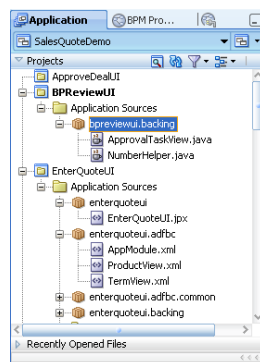 Application BPM Pro...
SalesQuoteDemo
Projects
ApproveDealUI
BPReviewUI
Application Sources
bpreviewui.backing
ApprovalTaskView.java
NumberHelper.java
EnterQuoteUI
Application Sources
enterquoteui
EnterQuoteUI.jpx
enterquoteui.adfbc
AppModule.xml
ProductView.xml
TermView.xml
enterquoteui.adfbc.common
enterquoteui.backing
Recently Opened Files